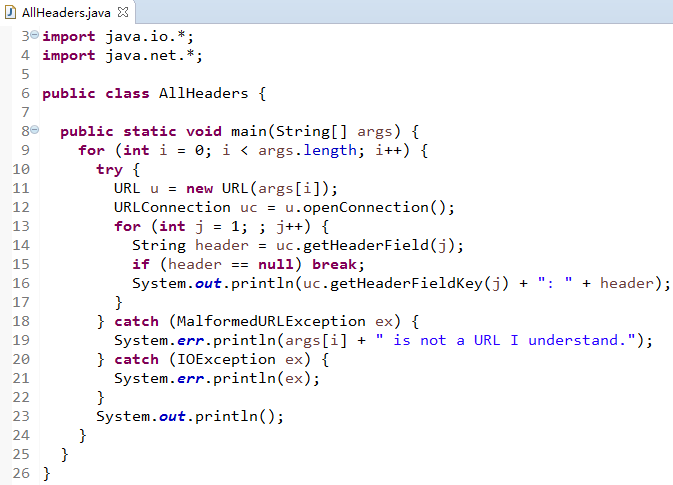 AllHeaders.java
3 import java.io.*;
4 import java.net.*;
5
6 public class AllHeaders {
7
8   public static void main(String[] args) {
9     for (int i = 0; i < args.length; i++) {
10       try {
11         URL u = new URL(args[i]);
12         URLConnection uc = u.openConnection();
13         for (int j = 1; ; j++) {
14           String header = uc.getHeaderField(j);
15           if (header == null) break;
16           System.out.println(uc.getHeaderFieldKey(j) + ": " + header);
17         }
18       } catch (MalformedURLException ex) {
19         System.err.println(args[i] + " is not a URL I understand.");
20       } catch (IOException ex) {
21         System.err.println(ex);
22       }
23       System.out.println();
24     }
25   }
26 }